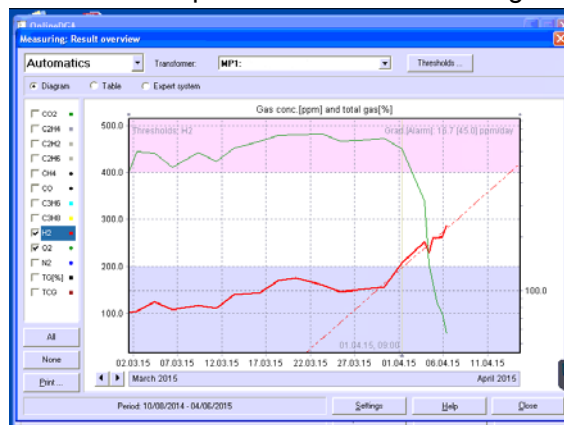 OnlineDGA
Measuring: Result overview
Automatics
Transformer:
MP1:
Thresholds ...
Diagram
Table
Expert system
Gas conc.[ppm] and total gas[%]
CO2
C2H4
C2H2
C2H6
CH4
CO
C3H6
C3H8
H2
O2
N2
TG[%]
TCG
500.0
400.0
300.0
200.0
100.0
Thresholds: H2
Grad [Alarm]: 16.7 [45.0] ppm/day
100.0
01.04.15, 09:00
02.03.15 07.03.15 12.03.15 17.03.15 22.03.15 27.03.15 01.04.15 06.04.15 11.04.15
March 2015
April 2015
All
None
Print ...
Period: 10/08/2014 - 04/06/2015
Settings
Help
Close